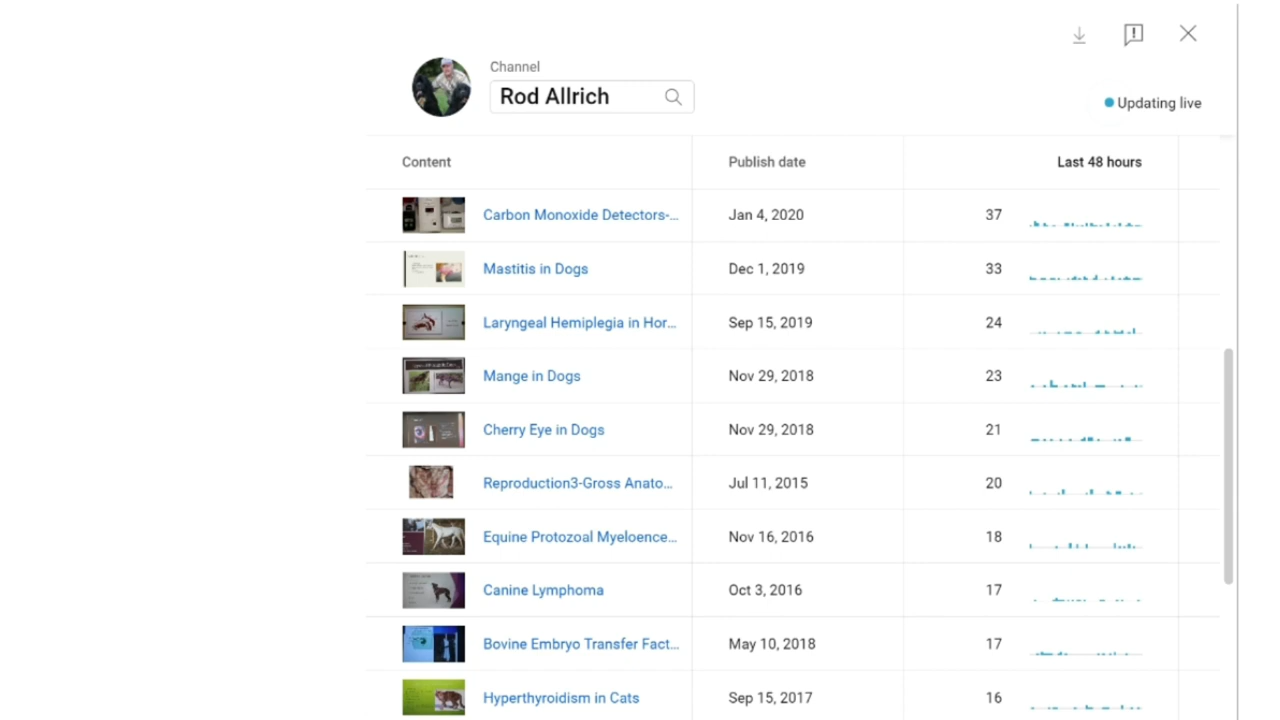 Channel
Rod Allrich
Updating live
Content Publish date Last 48 hours
Carbon Monoxide Detectors-... Jan 4, 2020 37
Mastitis in Dogs Dec 1, 2019 33
Laryngeal Hemiplegia in Hor... Sep 15, 2019 24
Mange in Dogs Nov 29, 2018 23
Cherry Eye in Dogs Nov 29, 2018 21
Reproduction3-Gross Anato... Jul 11, 2015 20
Equine Protozoal Myeloence... Nov 16, 2016 18
Canine Lymphoma Oct 3, 2016 17
Bovine Embryo Transfer Fact... May 10, 2018 17
Hyperthyroidism in Cats Sep 15, 2017 16